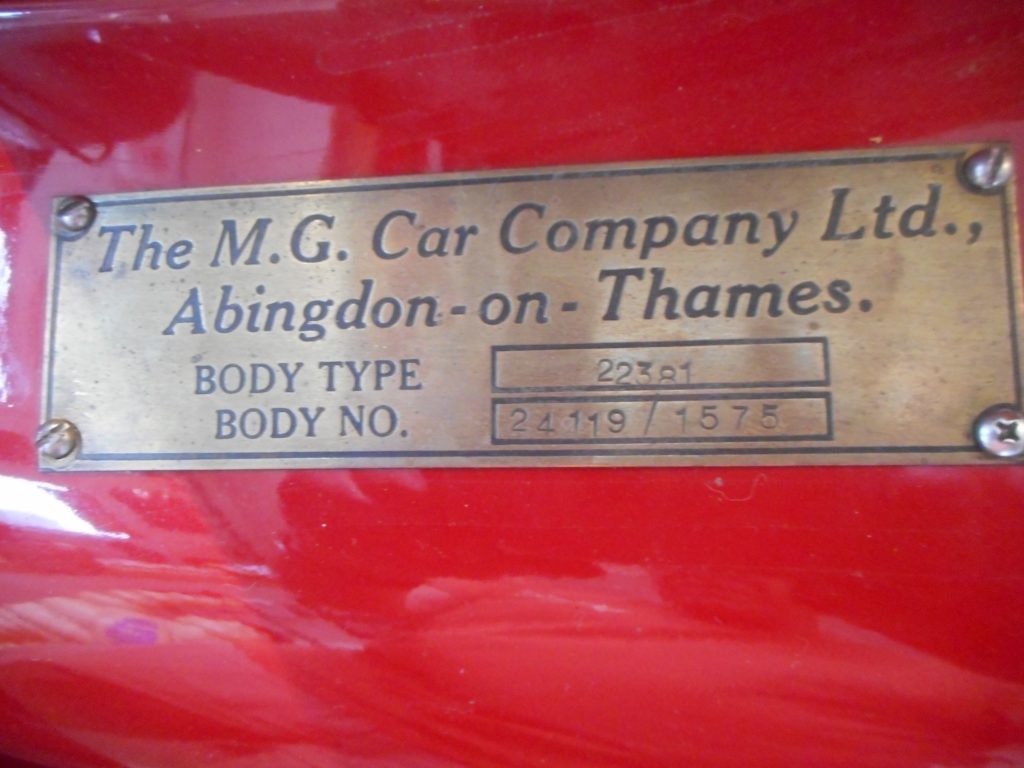 The M.G. Car Company Ltd.,
Abingdon-on-Thames.
BODY TYPE 22381
BODY NO. 24119/1575